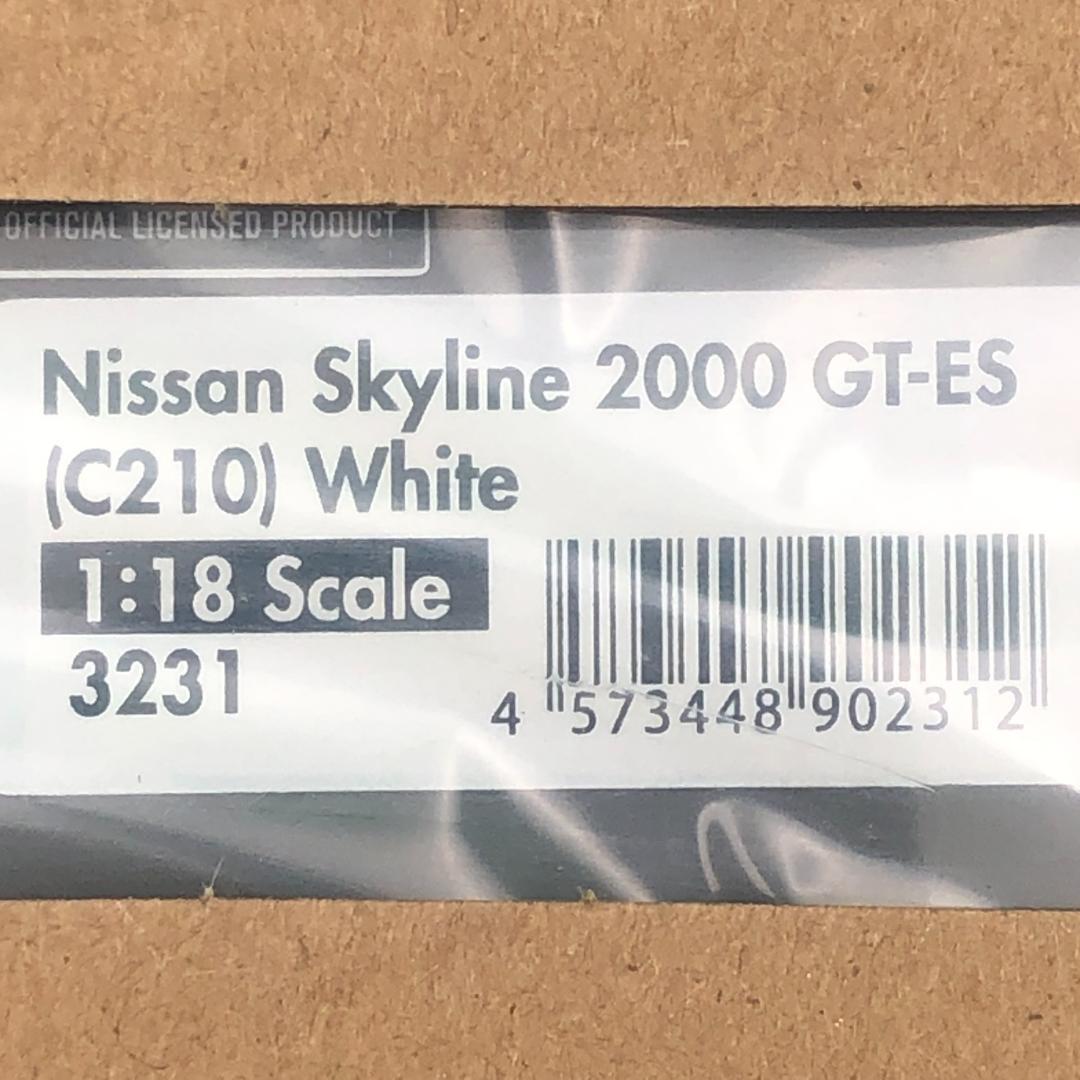 OFFICIAL LICENSED PRODUCT
Nissan Skyline 2000 GT-ES
(C210) White
1:18 Scale
3231
4 573448 902312